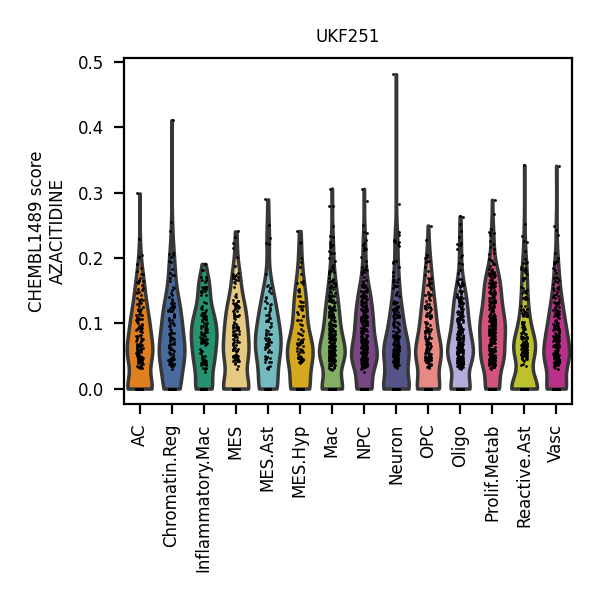 UKF251
CHEMBL1489 score
AZACITIDINE
0.5
0.4
0.3
0.2
0.1
0.0
AC
Chromatin.Reg
Inflammatory.Mac
MES
MES.Ast
MES.Hyp
Mac
NPC
Neuron
OPC
Oligo
Prolif.Metab
Reactive.Ast
Vasc